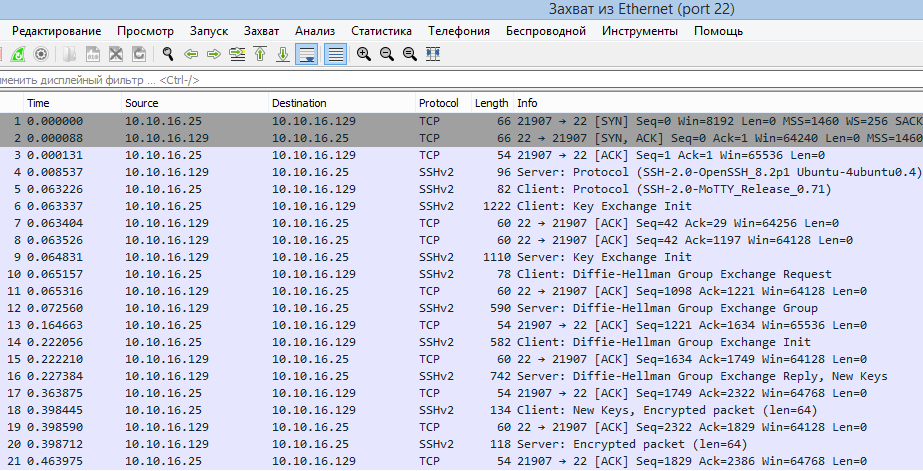 Захват из Ethernet (port 22)
Редактирование Просмотр Запуск Захват Анализ Статистика Телефония Беспроводной Инструменты Помощь
именить дисплейный фильтр ... <Ctrl-/>
Time Source Destination Protocol Length Info
1 0.000000 10.10.16.25 10.10.16.129 TCP 66 21907 → 22 [SYN] Seq=0 Win=8192 Len=0 MSS=1460 WS=256 SACK
2 0.000088 10.10.16.129 10.10.16.25 TCP 66 22 → 21907 [SYN, ACK] Seq=0 Ack=1 Win=64240 Len=0 MSS=1460
3 0.000131 10.10.16.25 10.10.16.129 TCP 54 21907 → 22 [ACK] Seq=1 Ack=1 Win=65536 Len=0
4 0.008537 10.10.16.129 10.10.16.25 SSHv2 96 Server: Protocol (SSH-2.0-OpenSSH_8.2p1 Ubuntu-4ubuntu0.4)
5 0.063226 10.10.16.25 10.10.16.129 SSHv2 82 Client: Protocol (SSH-2.0-MoTTY_Release_0.71)
6 0.063337 10.10.16.25 10.10.16.129 SSHv2 1222 Client: Key Exchange Init
7 0.063404 10.10.16.129 10.10.16.25 TCP 60 22 → 21907 [ACK] Seq=42 Ack=29 Win=64256 Len=0
8 0.063526 10.10.16.129 10.10.16.25 TCP 60 22 → 21907 [ACK] Seq=42 Ack=1197 Win=64128 Len=0
9 0.064831 10.10.16.129 10.10.16.25 SSHv2 1110 Server: Key Exchange Init
10 0.065157 10.10.16.25 10.10.16.129 SSHv2 78 Client: Diffie-Hellman Group Exchange Request
11 0.065316 10.10.16.129 10.10.16.25 TCP 60 22 → 21907 [ACK] Seq=1098 Ack=1221 Win=64128 Len=0
12 0.072560 10.10.16.129 10.10.16.25 SSHv2 590 Server: Diffie-Hellman Group Exchange Group
13 0.164663 10.10.16.25 10.10.16.129 TCP 54 21907 → 22 [ACK] Seq=1221 Ack=1634 Win=65536 Len=0
14 0.222056 10.10.16.25 10.10.16.129 SSHv2 582 Client: Diffie-Hellman Group Exchange Init
15 0.222210 10.10.16.129 10.10.16.25 TCP 60 22 → 21907 [ACK] Seq=1634 Ack=1749 Win=64128 Len=0
16 0.227384 10.10.16.129 10.10.16.25 SSHv2 742 Server: Diffie-Hellman Group Exchange Reply, New Keys
17 0.363875 10.10.16.25 10.10.16.129 TCP 54 21907 → 22 [ACK] Seq=1749 Ack=2322 Win=64768 Len=0
18 0.398445 10.10.16.25 10.10.16.129 SSHv2 134 Client: New Keys, Encrypted packet (len=64)
19 0.398590 10.10.16.129 10.10.16.25 TCP 60 22 → 21907 [ACK] Seq=2322 Ack=1829 Win=64128 Len=0
20 0.398712 10.10.16.129 10.10.16.25 SSHv2 118 Server: Encrypted packet (len=64)
21 0.463975 10.10.16.25 10.10.16.129 TCP 54 21907 → 22 [ACK] Seq=1829 Ack=2386 Win=64768 Len=0